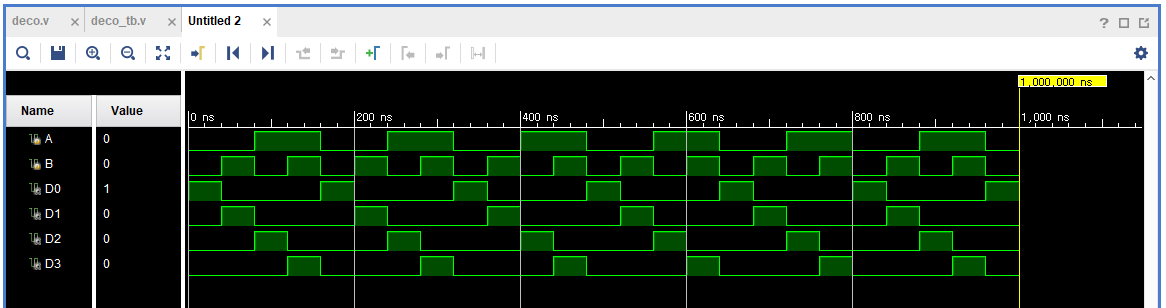 deco.v × deco_tb.v × Untitled 2 ×
?
1,000,000 ns
Name Value
0 ns 200 ns 400 ns 600 ns 800 ns 1,000 ns
A 0
B 0
D0 1
D1 0
D2 0
D3 0